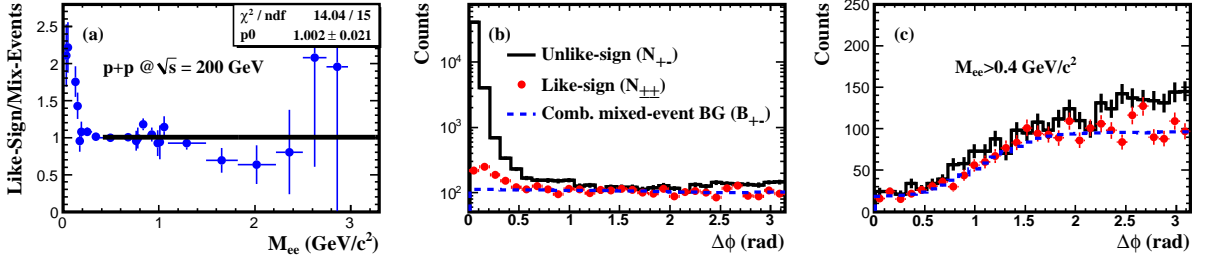 Like-Sign/Mix-Events
2.5
2
1.5
1
0.5
0
(a)
χ² / ndf 14.04 / 15
p0 1.002 ± 0.021
p+p @√s = 200 GeV
0 1 2 3
M_ee (GeV/c²)
Counts
10⁴
10³
10²
(b)
Unlike-sign (N₊₋)
Like-sign (N_±±)
Comb. mixed-event BG (B₊₋)
0 0.5 1 1.5 2 2.5 3
Δφ (rad)
Counts
250
200
150
100
50
0
(c)
M_ee>0.4 GeV/c²
0 0.5 1 1.5 2 2.5 3
Δφ (rad)